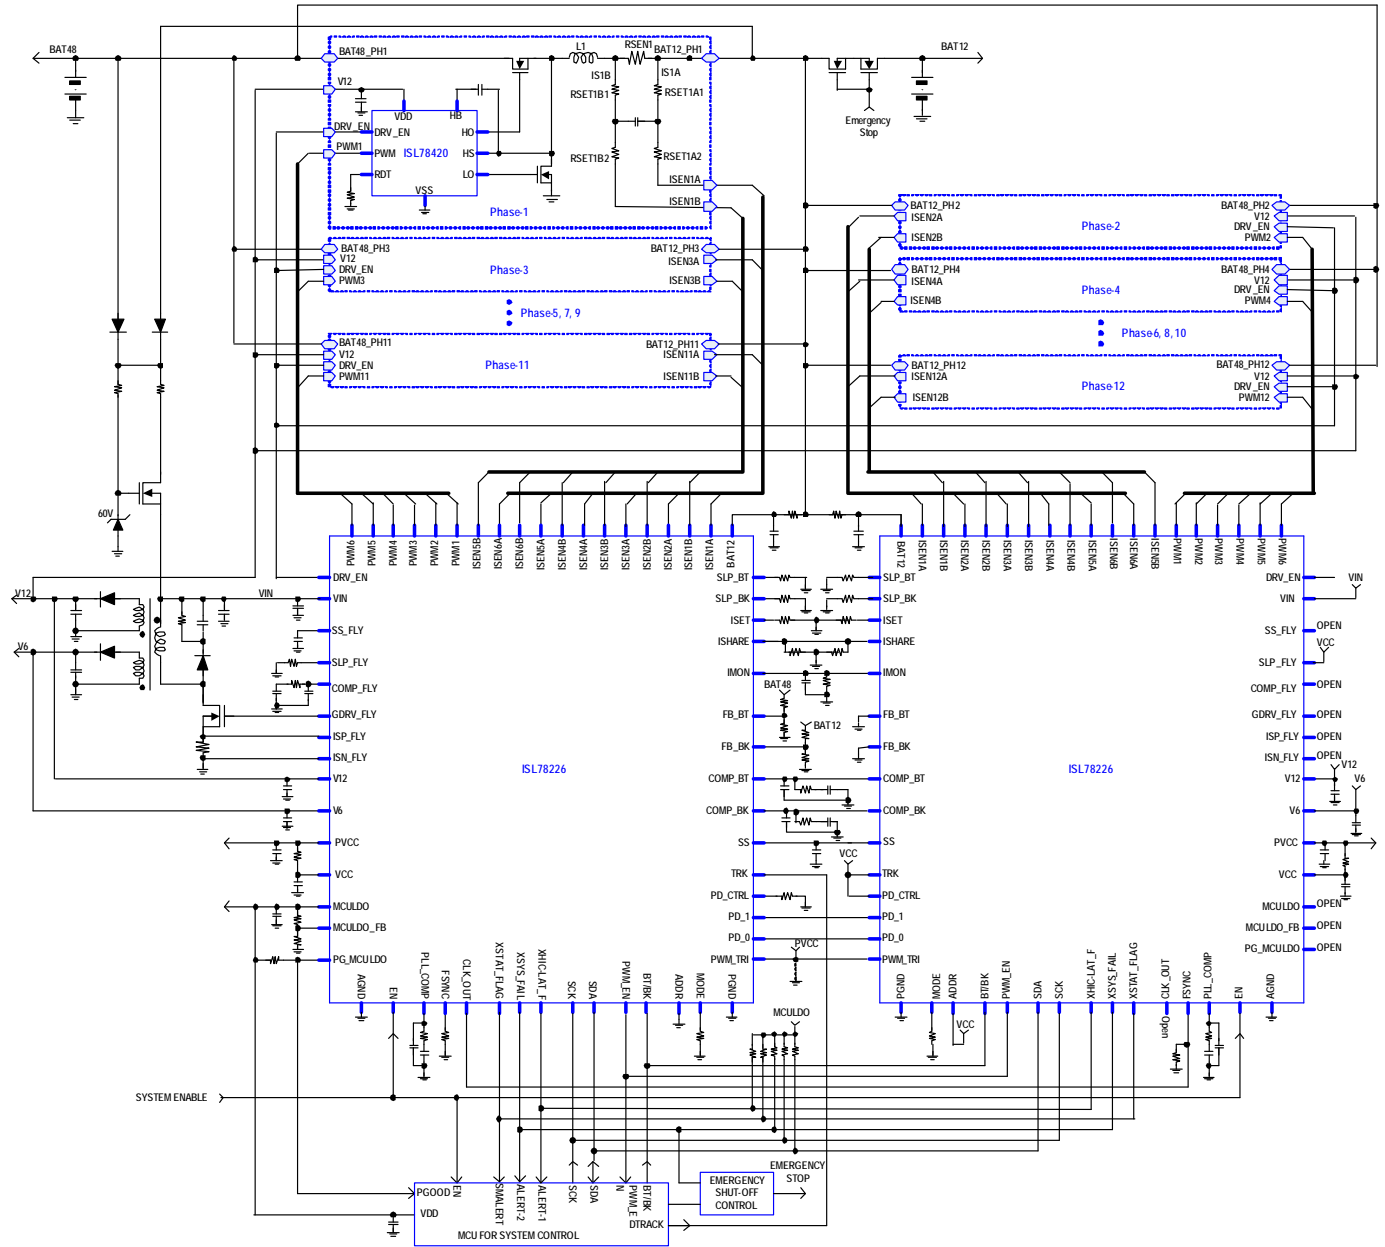 BAT48
BAT48_PH1
L1
RSEN1
BAT12_PH1
BAT12
IS1B
IS1A
RSET1B1
RSET1A1
V12
VDD
HB
Emergency
Stop
DRV_EN
DRV_EN
HO
PWM1
PWM
ISL78420
HS
RSET1B2
RSET1A2
RDT
LO
VSS
ISEN1A
ISEN1B
Phase-1
BAT12_PH2
ISEN2A
ISEN2B
Phase-2
BAT48_PH2
V12
DRV_EN
PWM2
BAT48_PH3
V12
DRV_EN
PWM3
Phase-3
BAT12_PH3
ISEN3A
ISEN3B
BAT12_PH4
ISEN4A
ISEN4B
Phase-4
BAT48_PH4
V12
DRV_EN
PWM4
Phase-5, 7, 9
Phase-6, 8, 10
BAT48_PH11
V12
DRV_EN
PWM11
Phase-11
BAT12_PH11
ISEN11A
ISEN11B
BAT12_PH12
ISEN12A
ISEN12B
Phase-12
BAT48_PH12
V12
DRV_EN
PWM12
60V
PWM6
PWM5
PWM4
PWM3
PWM2
PWM1
ISEN5B
ISEN6A
ISEN6B
ISEN5A
ISEN4B
ISEN4A
ISEN3B
ISEN3A
ISEN2B
ISEN2A
ISEN1B
ISEN1A
BAT12
BAT12
ISEN1A
ISEN1B
ISEN2A
ISEN2B
ISEN3A
ISEN3B
ISEN4A
ISEN4B
ISEN5A
ISEN6B
ISEN6A
ISEN5B
PWM1
PWM2
PWM3
PWM4
PWM5
PWM6
V12
V6
VIN
DRV_EN
VIN
SS_FLY
SLP_FLY
COMP_FLY
GDRV_FLY
ISP_FLY
ISN_FLY
V12
V6
PVCC
VCC
MCULDO
MCULDO_FB
PG_MCULDO
ISL78226
SLP_BT
SLP_BK
ISET
ISHARE
IMON
FB_BT
FB_BK
COMP_BT
COMP_BK
SS
TRK
PD_CTRL
PD_1
PD_0
PWM_TRI
BAT48
BAT12
VCC
PVCC
SLP_BT
SLP_BK
ISET
ISHARE
IMON
FB_BT
FB_BK
COMP_BT
COMP_BK
SS
TRK
PD_CTRL
PD_1
PD_0
PWM_TRI
ISL78226
DRV_EN
VIN
VIN
SS_FLY
OPEN
VCC
SLP_FLY
COMP_FLY
OPEN
GDRV_FLY
OPEN
ISP_FLY
OPEN
ISN_FLY
OPEN
V12
V12
V6
V6
PVCC
VCC
MCULDO
OPEN
MCULDO_FB
OPEN
PG_MCULDO
OPEN
AGND
EN
PLL_COMP
FSYNC
CLK_OUT
XSTAT_FLAG
XSYS_FAIL
XHIC-LAT_F
SCK
SDA
PWM_EN
BT/BK
ADDR
MODE
PGND
PGND
MODE
ADDR
BT/BK
PWM_EN
SDA
SCK
XHIC-LAT_F
XSYS_FAIL
XSTAT_FLAG
CLK_OUT
FSYNC
PLL_COMP
EN
AGND
MCULDO
VCC
Open
SYSTEM ENABLE
PGOOD
EN
SMALERT
ALERT-2
ALERT-1
SCK
SDA
PWM_E
N
BT/BK
VDD
DTRACK
MCU FOR SYSTEM CONTROL
EMERGENCY
SHUT-OFF
CONTROL
EMERGENCY
STOP